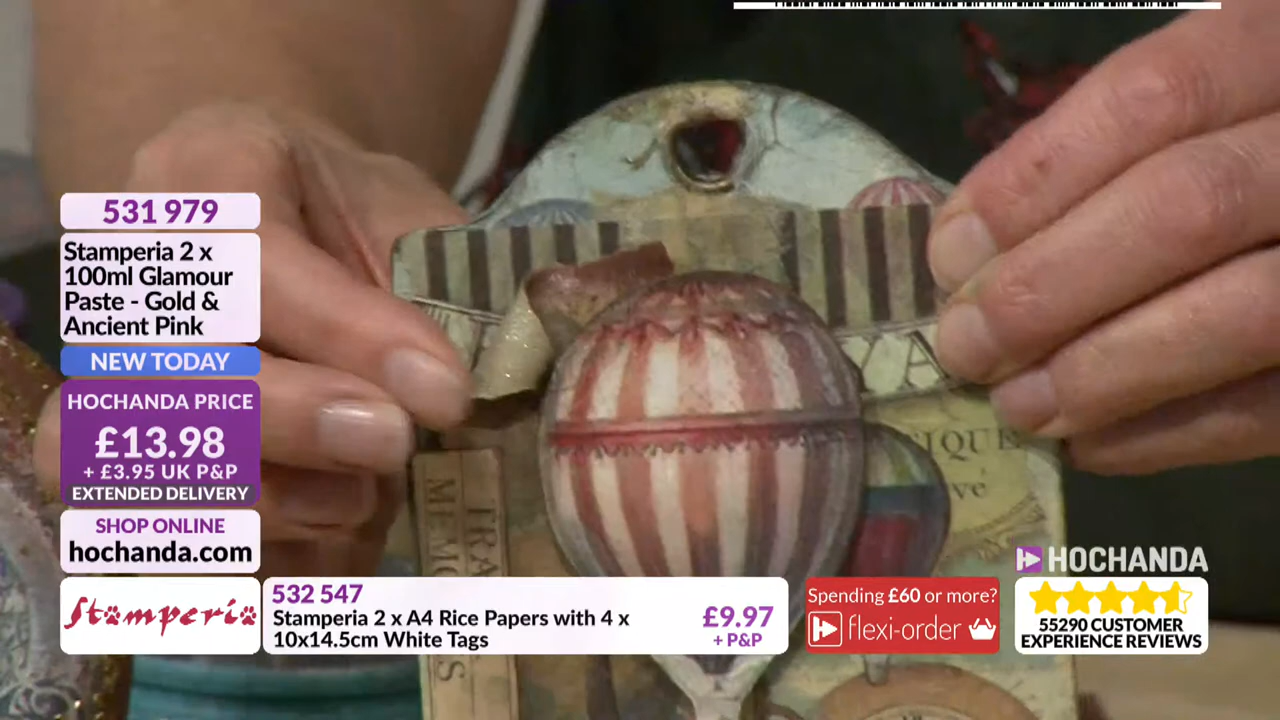 531 979
Stamperia 2 x
100ml Glamour
Paste - Gold &
Ancient Pink
NEW TODAY
HOCHANDA PRICE
£13.98
+ £3.95 UK P&P
EXTENDED DELIVERY
SHOP ONLINE
hochanda.com
Stamperia
532 547
Stamperia 2 x A4 Rice Papers with 4 x
10x14.5cm White Tags
£9.97
+ P&P
Spending £60 or more?
flexi-order
HOCHANDA
55290 CUSTOMER
EXPERIENCE REVIEWS